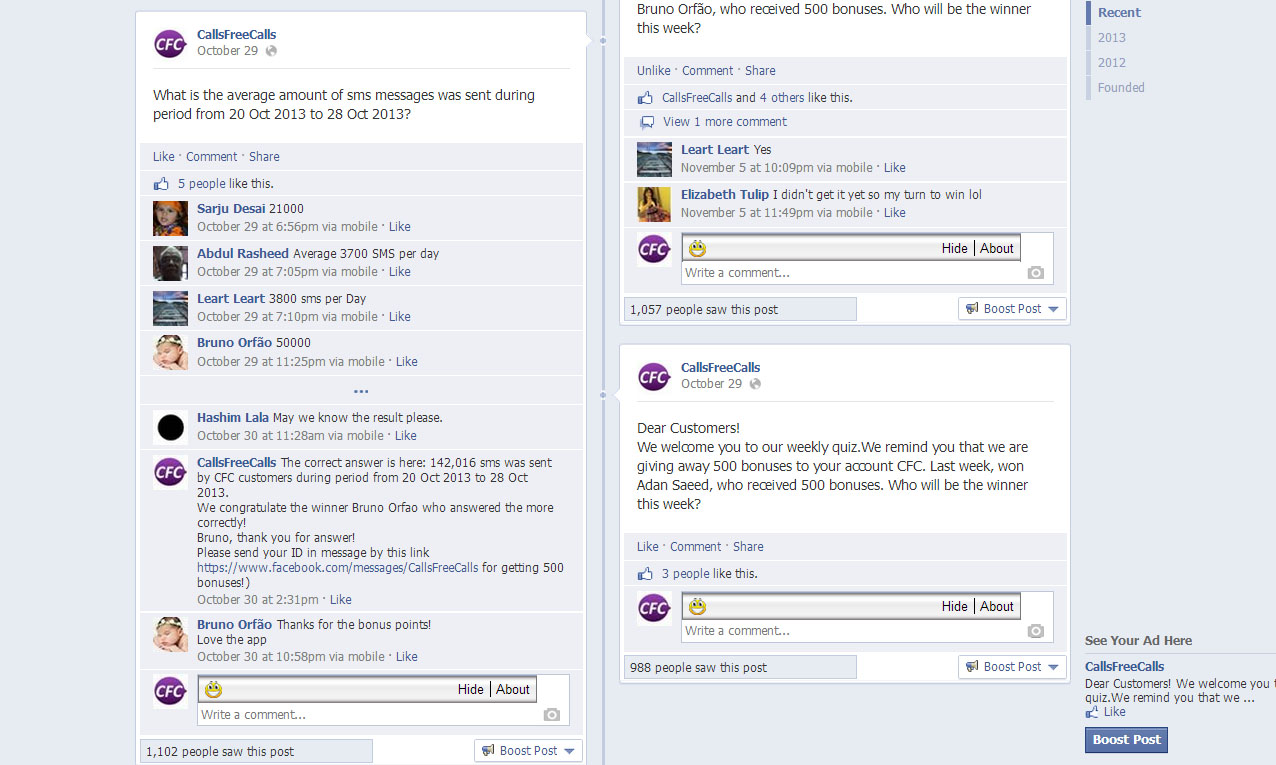 CFC
CallsFreeCalls
October 29
What is the average amount of sms messages was sent during
period from 20 Oct 2013 to 28 Oct 2013?
Like · Comment · Share
5 people like this.
Sarju Desai 21000
October 29 at 6:56pm via mobile · Like
Abdul Rasheed Average 3700 SMS per day
October 29 at 7:05pm via mobile · Like
Leart Leart 3800 sms per Day
October 29 at 7:10pm via mobile · Like
Bruno Orfão 50000
October 29 at 11:25pm via mobile · Like
...
Hashim Lala May we know the result please.
October 30 at 11:28am via mobile · Like
CFC
CallsFreeCalls The correct answer is here: 142,016 sms was sent
by CFC customers during period from 20 Oct 2013 to 28 Oct
2013.
We congratulate the winner Bruno Orfao who answered the more
correctly!
Bruno, thank you for answer!
Please send your ID in message by this link
https://www.facebook.com/messages/CallsFreeCalls for getting 500
bonuses!)
October 30 at 2:31pm · Like
Bruno Orfão Thanks for the bonus points!
Love the app
October 30 at 10:58pm via mobile · Like
CFC
Hide | About
Write a comment...
1,102 people saw this post
Boost Post
Bruno Orfão, who received 500 bonuses. Who will be the winner
this week?
Unlike · Comment · Share
CallsFreeCalls and 4 others like this.
View 1 more comment
Leart Leart Yes
November 5 at 10:09pm via mobile · Like
Elizabeth Tulip I didn't get it yet so my turn to win lol
November 5 at 11:49pm via mobile · Like
CFC
Hide | About
Write a comment...
1,057 people saw this post
Boost Post
CFC
CallsFreeCalls
October 29
Dear Customers!
We welcome you to our weekly quiz.We remind you that we are
giving away 500 bonuses to your account CFC. Last week, won
Adan Saeed, who received 500 bonuses. Who will be the winner
this week?
Like · Comment · Share
3 people like this.
CFC
Hide | About
Write a comment...
988 people saw this post
Boost Post
Recent
2013
2012
Founded
See Your Ad Here
CallsFreeCalls
Dear Customers! We welcome you t
quiz.We remind you that we ...
Like
Boost Post